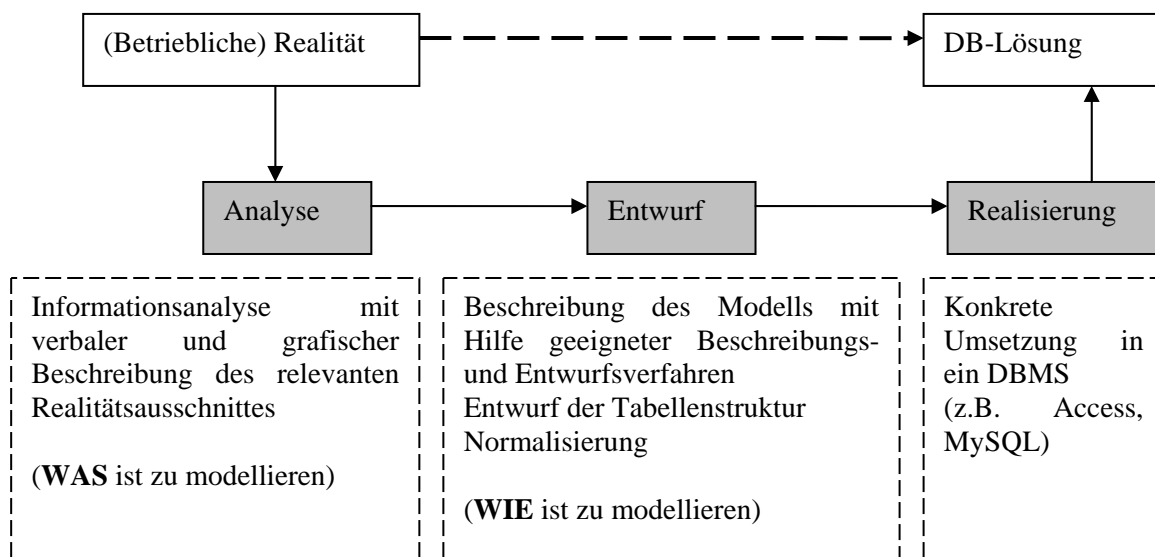 (Betriebliche) Realität
DB-Lösung
Analyse
Entwurf
Realisierung
Informationsanalyse mit
verbaler und grafischer
Beschreibung des relevanten
Realitätsausschnittes
(WAS ist zu modellieren)
Beschreibung des Modells mit
Hilfe geeigneter Beschreibungs-
und Entwurfsverfahren
Entwurf der Tabellenstruktur
Normalisierung
(WIE ist zu modellieren)
Konkrete
Umsetzung in
ein DBMS
(z.B. Access,
MySQL)